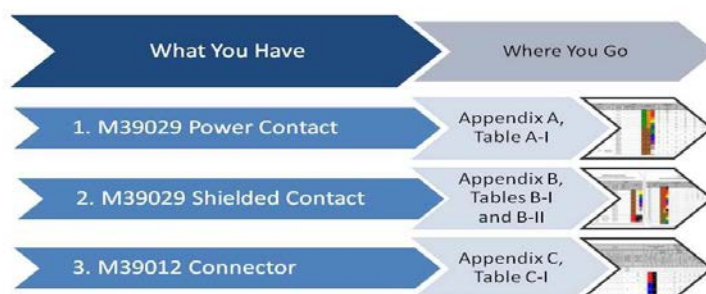 What You Have
Where You Go
1. M39029 Power Contact
Appendix A,
Table A-I
2. M39029 Shielded Contact
Appendix B,
Tables B-I
and B-II
3. M39012 Connector
Appendix C,
Table C-I